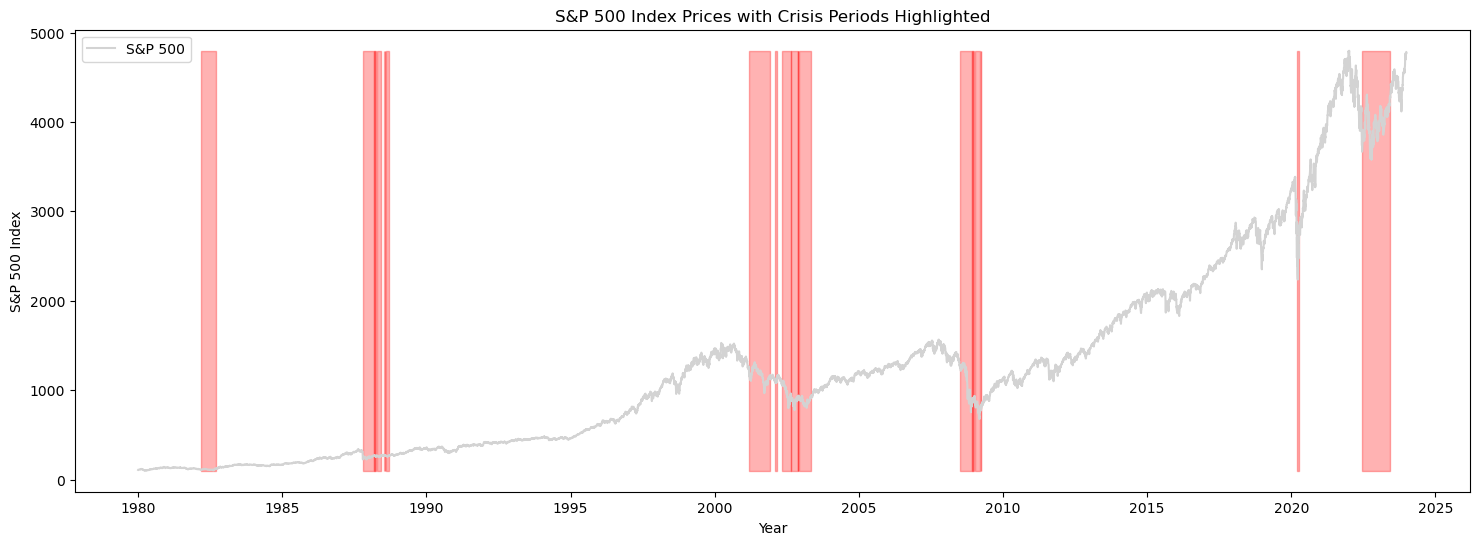 S&P 500 Index Prices with Crisis Periods Highlighted
S&P 500
S&P 500 Index
5000
4000
3000
2000
1000
0
1980 1985 1990 1995 2000 2005 2010 2015 2020 2025
Year